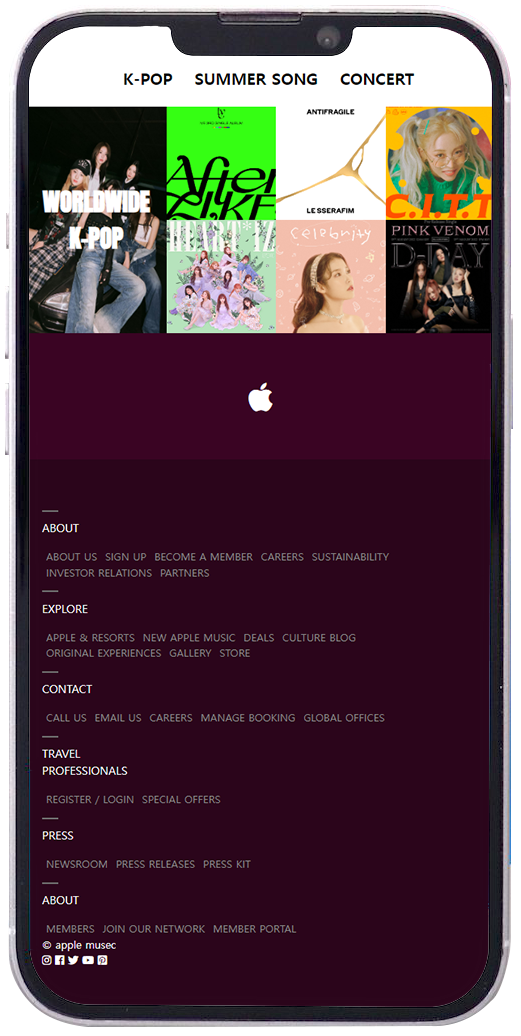 K-POP SUMMER SONG CONCERT
WORLDWIDE
K-POP
After
LIKE
ANTIFRAGILE
LE SSERAFIM
C.I.T.T
HEART*IZ
Celebrity
PINK VENOM
D-DAY
ABOUT
ABOUT US SIGN UP BECOME A MEMBER CAREERS SUSTAINABILITY
INVESTOR RELATIONS PARTNERS
EXPLORE
APPLE & RESORTS NEW APPLE MUSIC DEALS CULTURE BLOG
ORIGINAL EXPERIENCES GALLERY STORE
CONTACT
CALL US EMAIL US CAREERS MANAGE BOOKING GLOBAL OFFICES
TRAVEL
PROFESSIONALS
REGISTER / LOGIN SPECIAL OFFERS
PRESS
NEWSROOM PRESS RELEASES PRESS KIT
ABOUT
MEMBERS JOIN OUR NETWORK MEMBER PORTAL
© apple musec